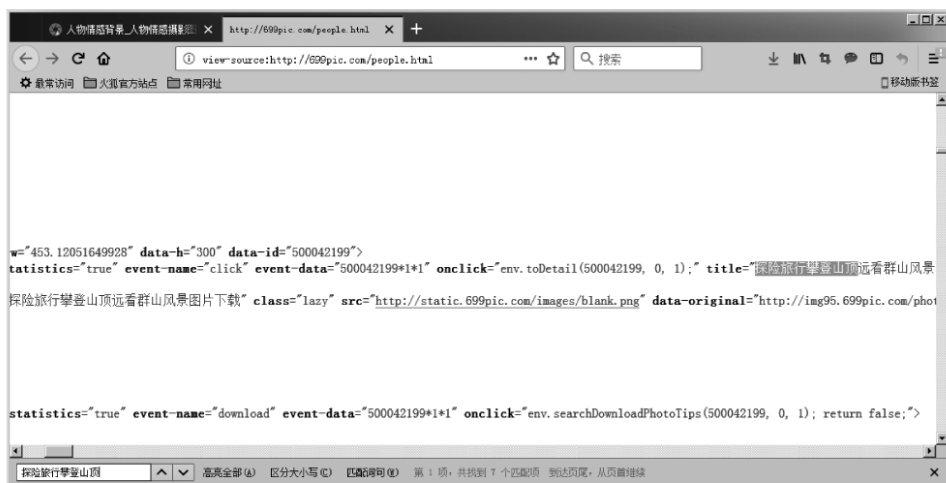 人物情感背景_人物情感摄影
http://699pic.com/people.html
view-source:http://699pic.com/people.html
搜索
最常访问 火狐官方站点 常用网址 移动版书签
w="453.12051649928" data-h="300" data-id="500042199">
tatistics="true" event-name="click" event-data="500042199*1*1" onclick="env.toDetail(500042199, 0, 1);" title="探险旅行攀登山顶远看群山风景
探险旅行攀登山顶远看群山风景图片下载" class="lazy" src="http://static.699pic.com/images/blank.png" data-original="http://img95.699pic.com/phot
statistics="true" event-name="download" event-data="500042199*1*1" onclick="env.searchDownloadPhotoTips(500042199, 0, 1); return false;">
探险旅行攀登山顶 高亮全部(A) 区分大小写(C) 匹配词句(W) 第 1 项，共找到 7 个匹配项 到达页尾，从页首继续